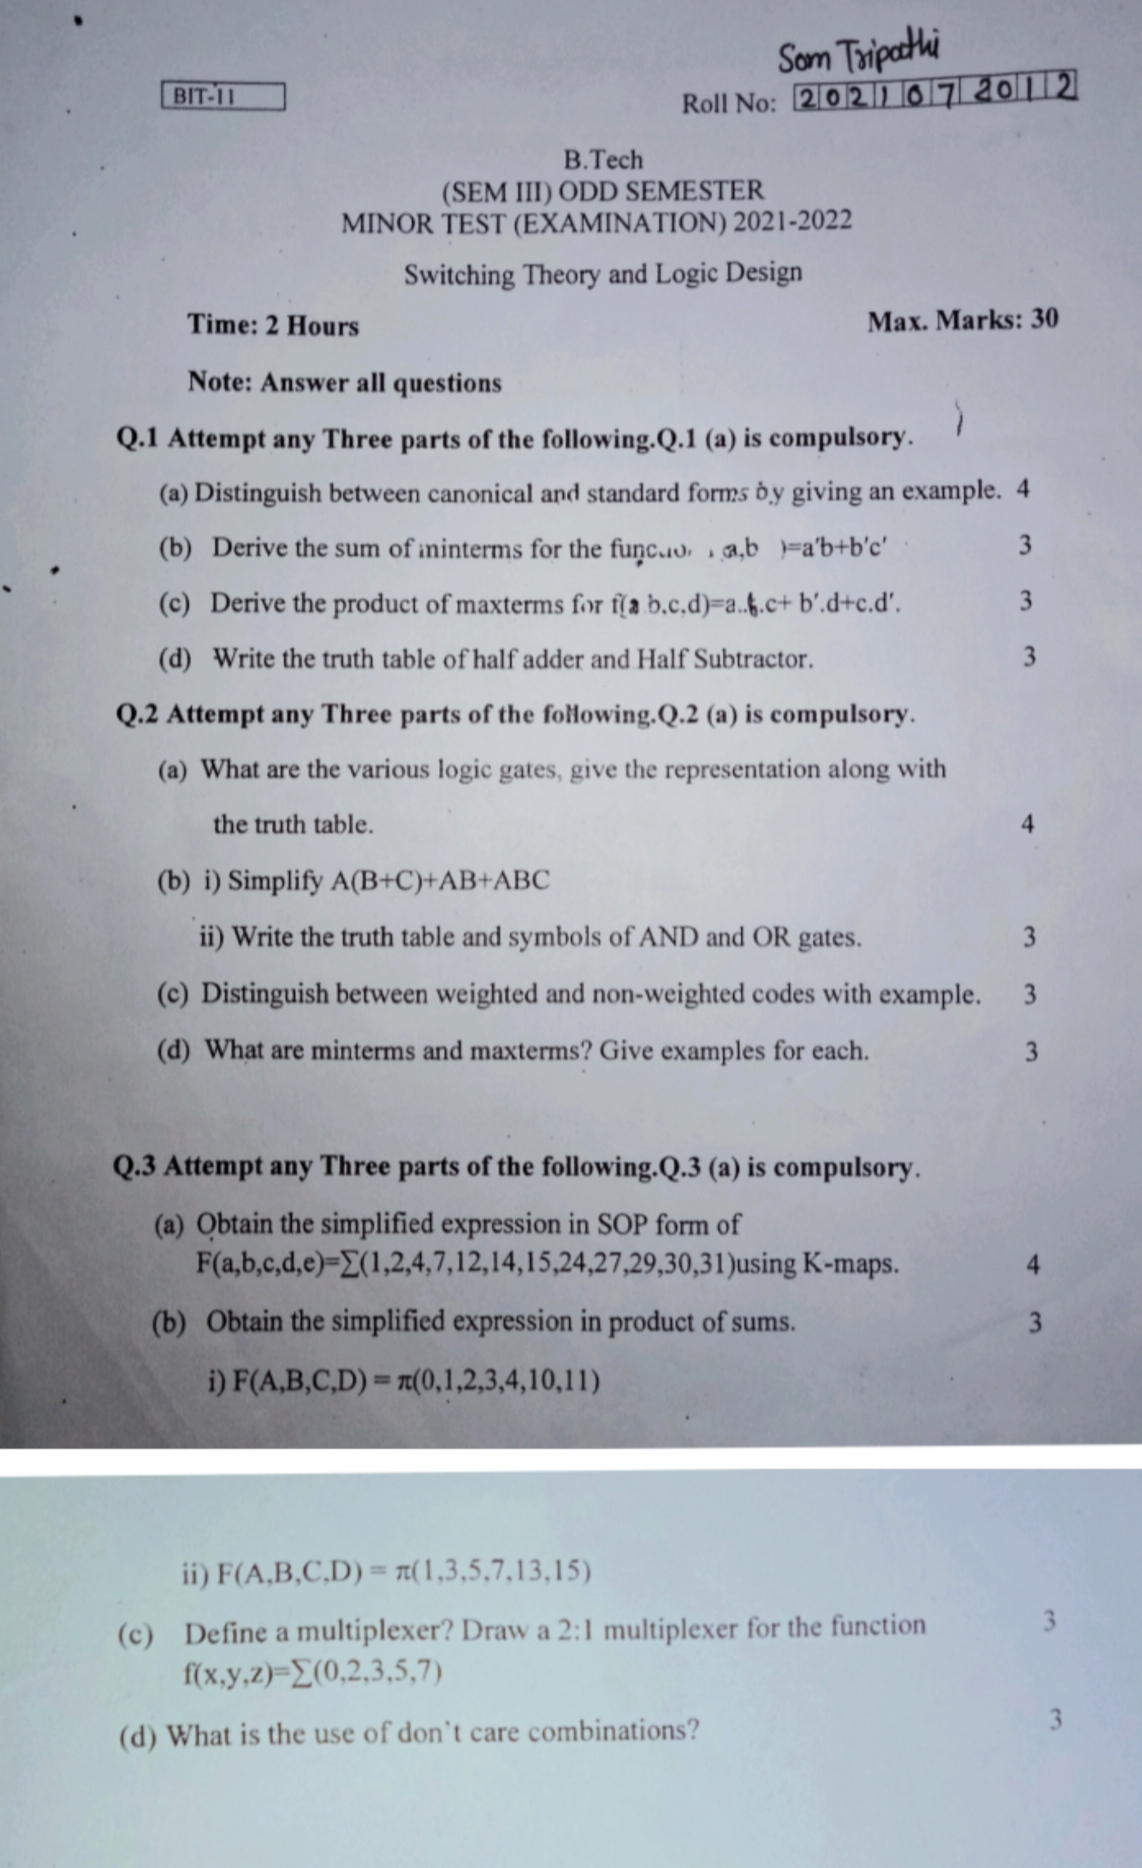 Som Tripathi
BIT-11
Roll No: 2021072012
B.Tech
(SEM III) ODD SEMESTER
MINOR TEST (EXAMINATION) 2021-2022
Switching Theory and Logic Design
Time: 2 Hours Max. Marks: 30
Note: Answer all questions
Q.1 Attempt any Three parts of the following.Q.1 (a) is compulsory.
(a) Distinguish between canonical and standard forms by giving an example. 4
(b) Derive the sum of minterms for the a,b )=a'b+b'c' 3
(c) Derive the product of maxterms for f(a b,c,d)= + b'.d+c.d'. 3
(d) Write the truth table of half adder and Half Subtractor. 3
Q.2 Attempt any Three parts of the following.Q.2 (a) is compulsory.
(a) What are the various logic gates, give the representation along with
the truth table. 4
(b) i) Simplify A(B+C)+AB+ABC
ii) Write the truth table and symbols of AND and OR gates. 3
(c) Distinguish between weighted and non-weighted codes with example. 3
(d) What are minterms and maxterms? Give examples for each. 3
Q.3 Attempt any Three parts of the following.Q.3 (a) is compulsory.
(a) Obtain the simplified expression in SOP form of
F(a,b,c,d,e)=∑(1,2,4,7,12,14,15,24,27,29,30,31)using K-maps. 4
(b) Obtain the simplified expression in product of sums. 3
i) F(A,B,C,D) = π(0,1,2,3,4,10,11)
ii) F(A,B,C,D) = π(1,3,5,7,13,15)
(c) Define a multiplexer? Draw a 2:1 multiplexer for the function 3
f(x,y,z)=∑(0,2,3,5,7)
(d) What is the use of don't care combinations? 3